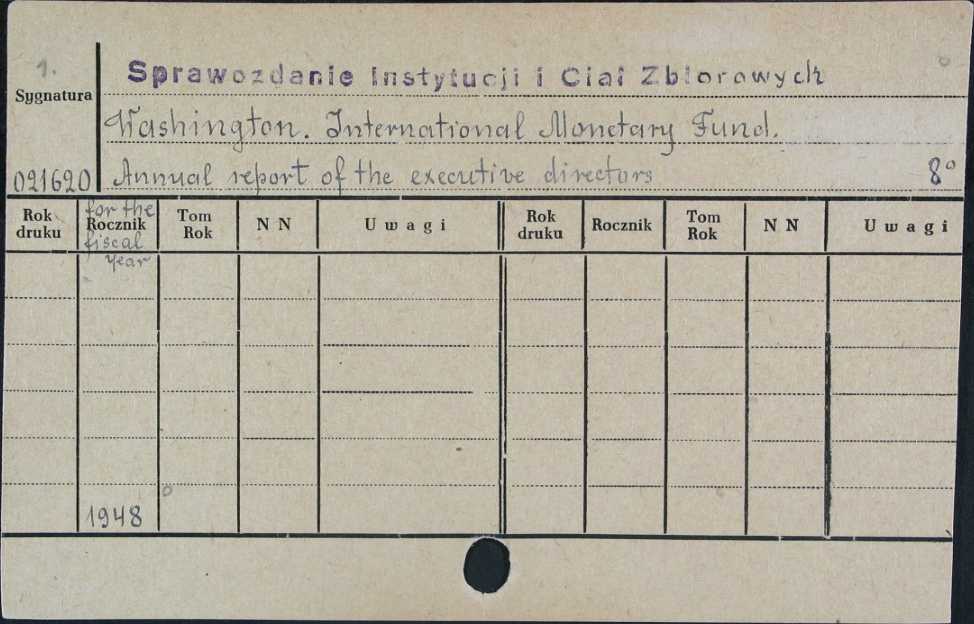 1.
Sprawozdanie Instytucji i Ciał Zbiorowych
Sygnatura
Washington. International Monetary Fund.
021620 Annual report of the executive directors 8°
Rok druku for the Rocznik fiscal year Tom Rok N N Uwagi Rok druku Rocznik Tom Rok N N Uwagi
1948